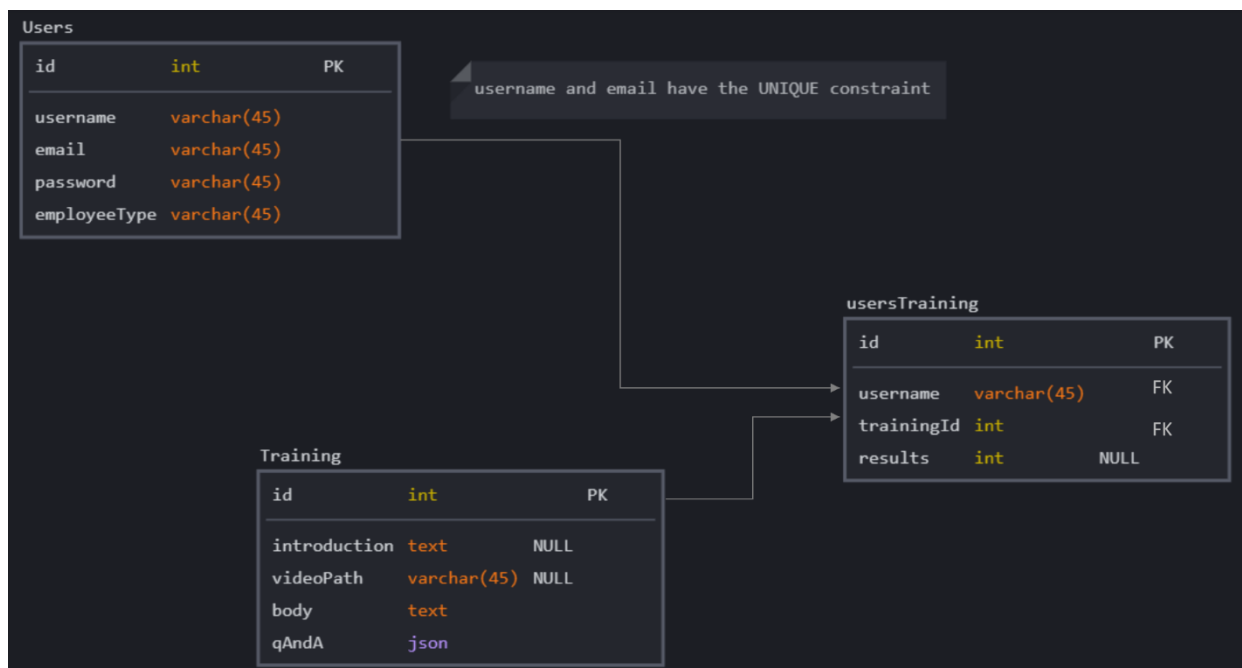 Users
id int PK
username varchar(45)
email varchar(45)
password varchar(45)
employeeType varchar(45)
username and email have the UNIQUE constraint
usersTraining
id int PK
username varchar(45) FK
trainingId int FK
results int NULL
Training
id int PK
introduction text NULL
videoPath varchar(45) NULL
body text
qAndA json